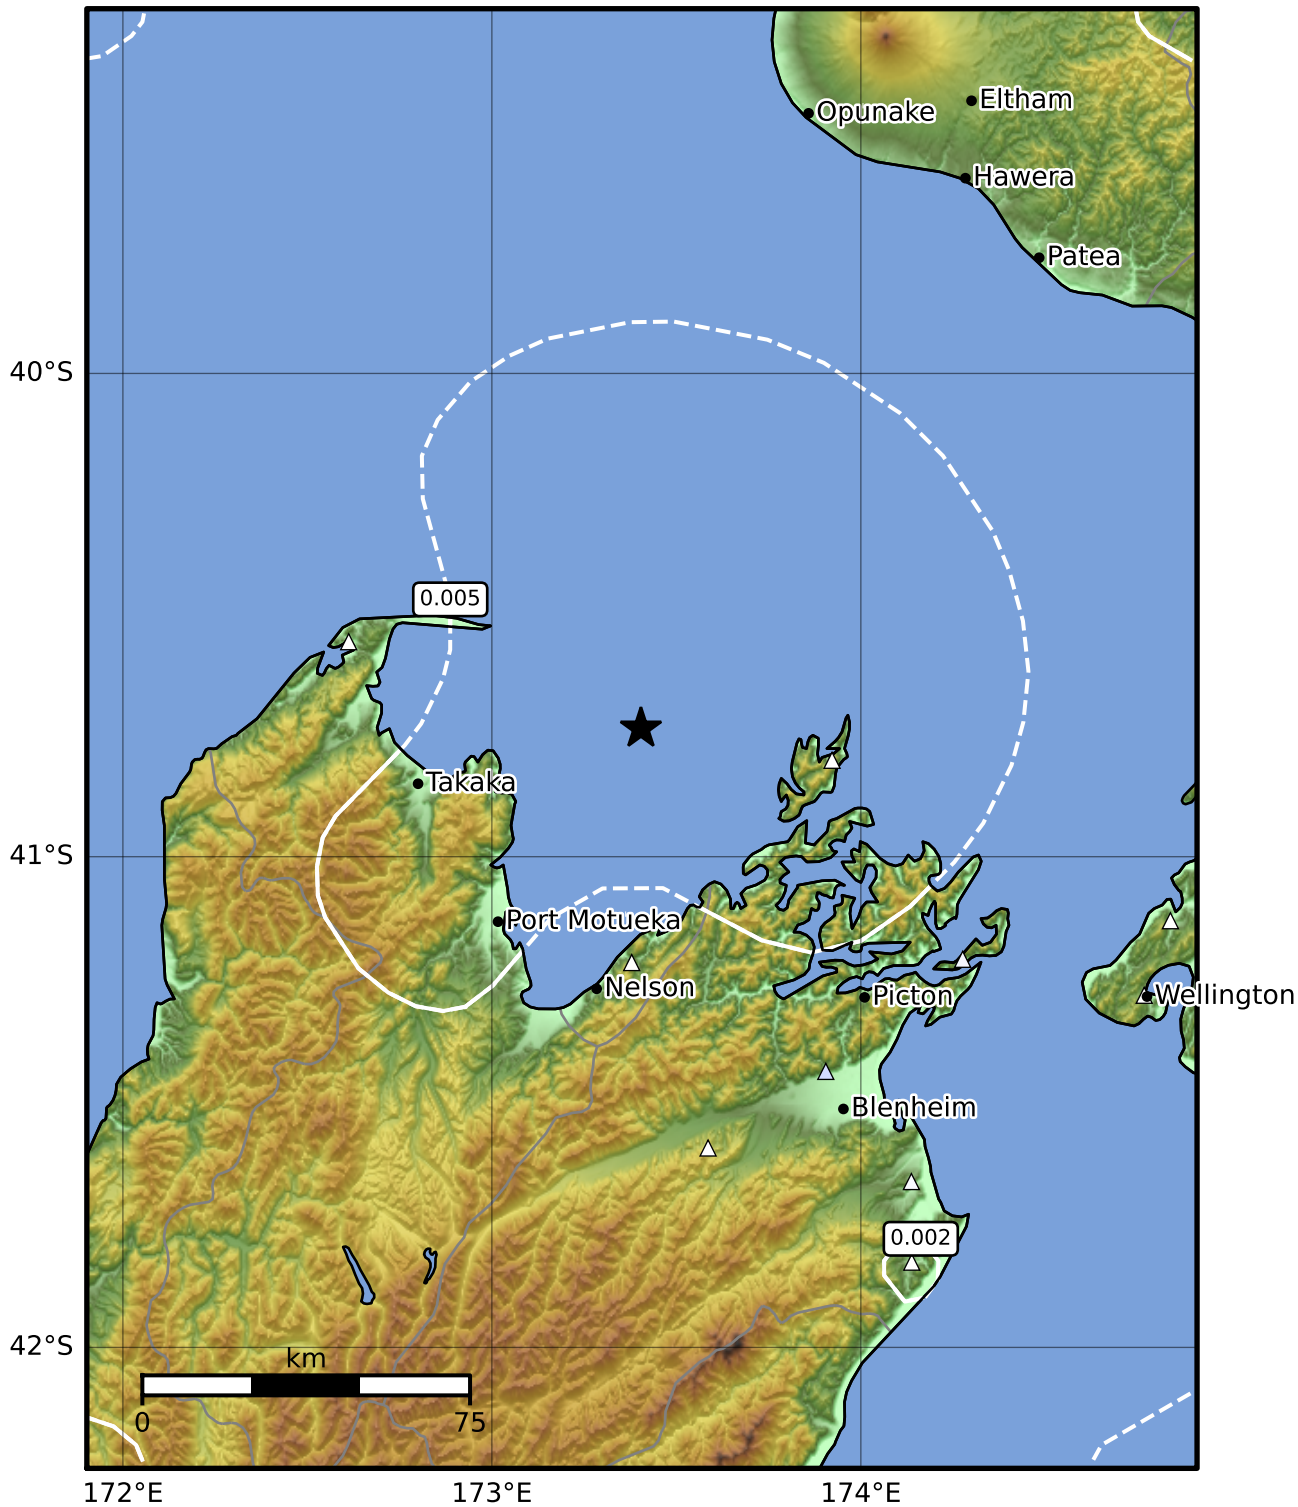 Eltham
Opunake
Hawera
Patea
40°S
0.005
Takaka
41°S
Port Motueka
Nelson
Picton
Wellington
Blenheim
0.002
42°S
km
0
75
172°E
173°E
174°E